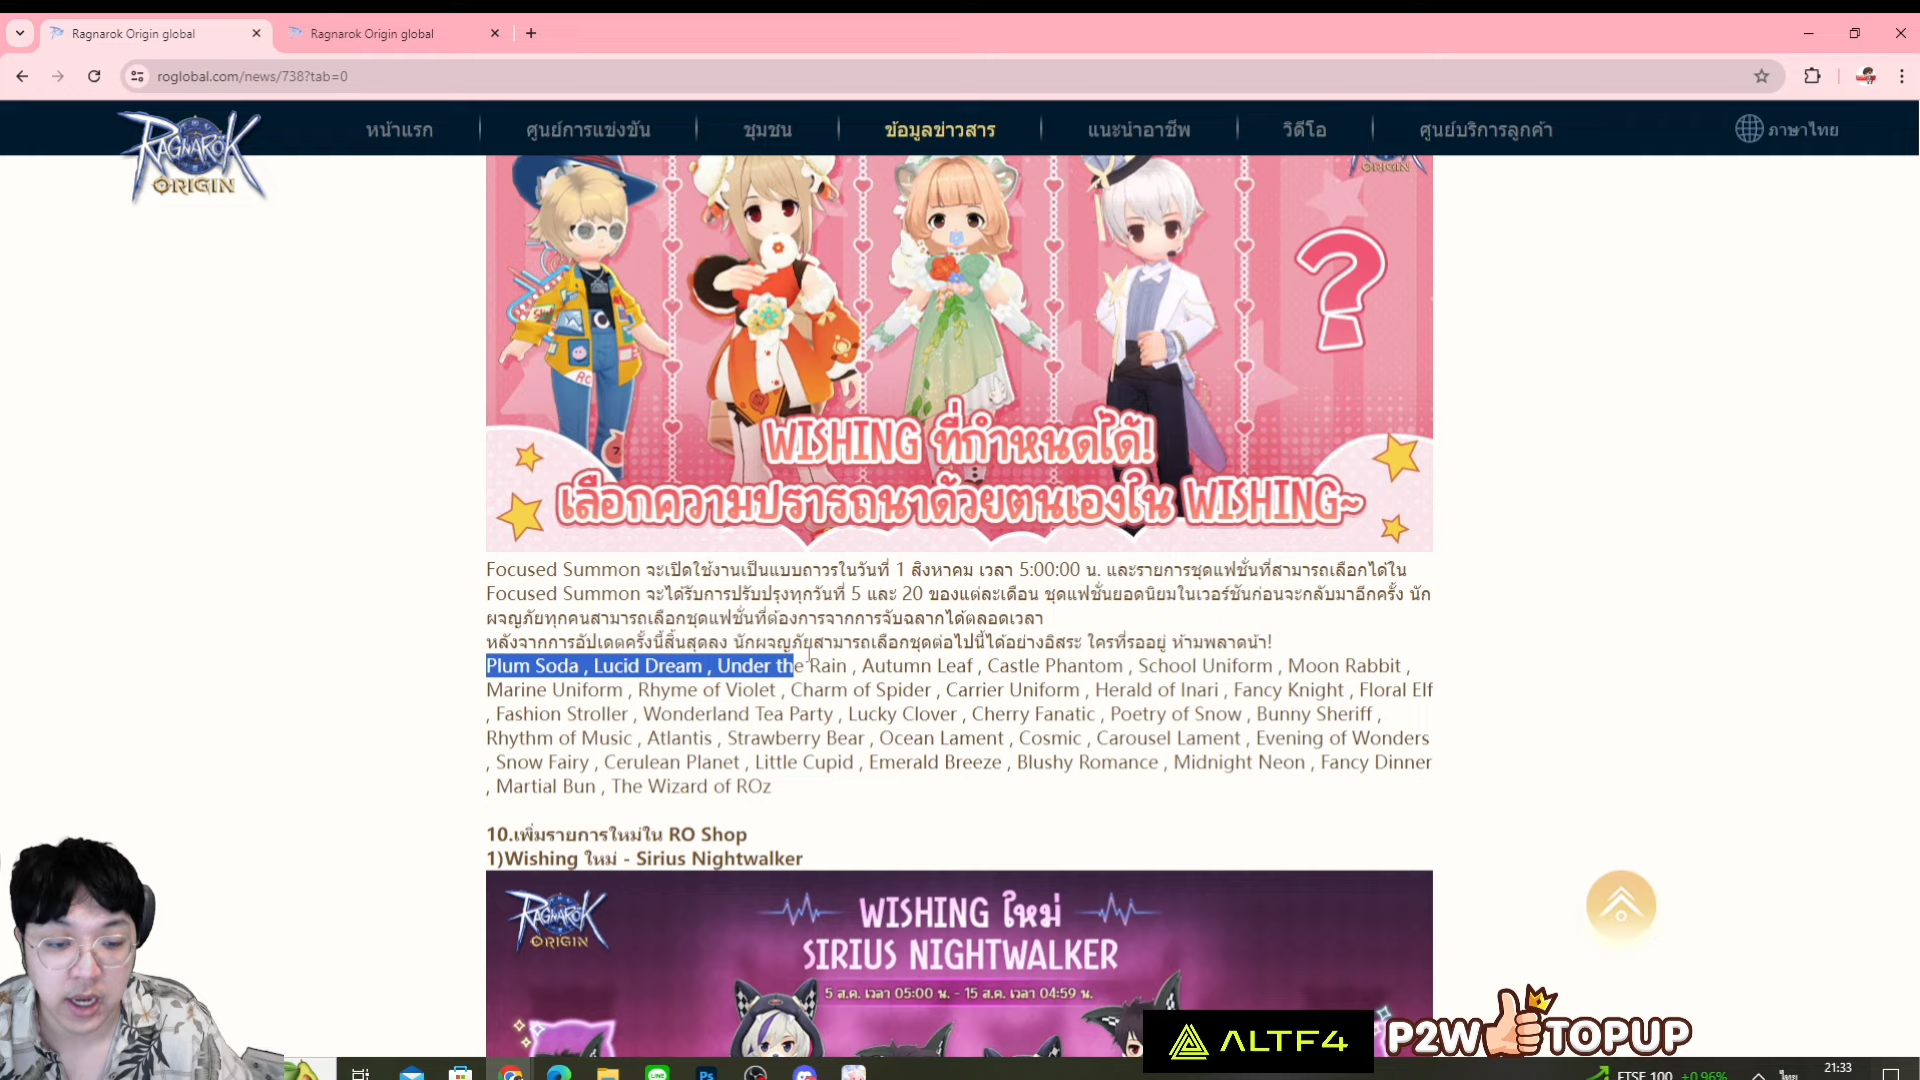 Ragnarok Origin global
Ragnarok Origin global
roglobal.com/news/738?tab=0
RAGNAROK
ORIGIN
หน้าแรก
ศูนย์การแข่งขัน
ชุมชน
ข้อมูลข่าวสาร
แนะนำอาชีพ
วิดีโอ
ศูนย์บริการลูกค้า
ภาษาไทย
ORIGIN
?
WISHING ที่กำหนดได้!
เลือกความปรารถนาด้วยตนเองใน WISHING~
Focused Summon จะเปิดใช้งานเป็นแบบถาวรในวันที่ 1 สิงหาคม เวลา 5:00:00 น. และรายการชุดแฟชั่นที่สามารถเลือกได้ใน
Focused Summon จะได้รับการปรับปรุงทุกวันที่ 5 และ 20 ของแต่ละเดือน ชุดแฟชั่นยอดนิยมในเวอร์ชันก่อนจะกลับมาอีกครั้ง นัก
ผจญภัยทุกคนสามารถเลือกชุดแฟชั่นที่ต้องการจากการจับฉลากได้ตลอดเวลา
หลังจากการอัปเดตครั้งนี้สิ้นสุดลง นักผจญภัยสามารถเลือกชุดต่อไปนี้ได้อย่างอิสระ ใครที่รออยู่ ห้ามพลาดน้า!
Plum Soda , Lucid Dream , Under the Rain , Autumn Leaf , Castle Phantom , School Uniform , Moon Rabbit ,
Marine Uniform , Rhyme of Violet , Charm of Spider , Carrier Uniform , Herald of Inari , Fancy Knight , Floral Elf
, Fashion Stroller , Wonderland Tea Party , Lucky Clover , Cherry Fanatic , Poetry of Snow , Bunny Sheriff ,
Rhythm of Music , Atlantis , Strawberry Bear , Ocean Lament , Cosmic , Carousel Lament , Evening of Wonders
, Snow Fairy , Cerulean Planet , Little Cupid , Emerald Breeze , Blushy Romance , Midnight Neon , Fancy Dinner
, Martial Bun , The Wizard of ROz
10.เพิ่มรายการใหม่ใน RO Shop
1)Wishing ใหม่ - Sirius Nightwalker
RAGNAROK
ORIGIN
WISHING ใหม่
SIRIUS NIGHTWALKER
5 ส.ค. เวลา 05:00 น. - 15 ส.ค. เวลา 04:59 น.
ALTF4
P2W TOPUP
LINE
Ps
FTSE 100 +0.96%
ไทย
21:33